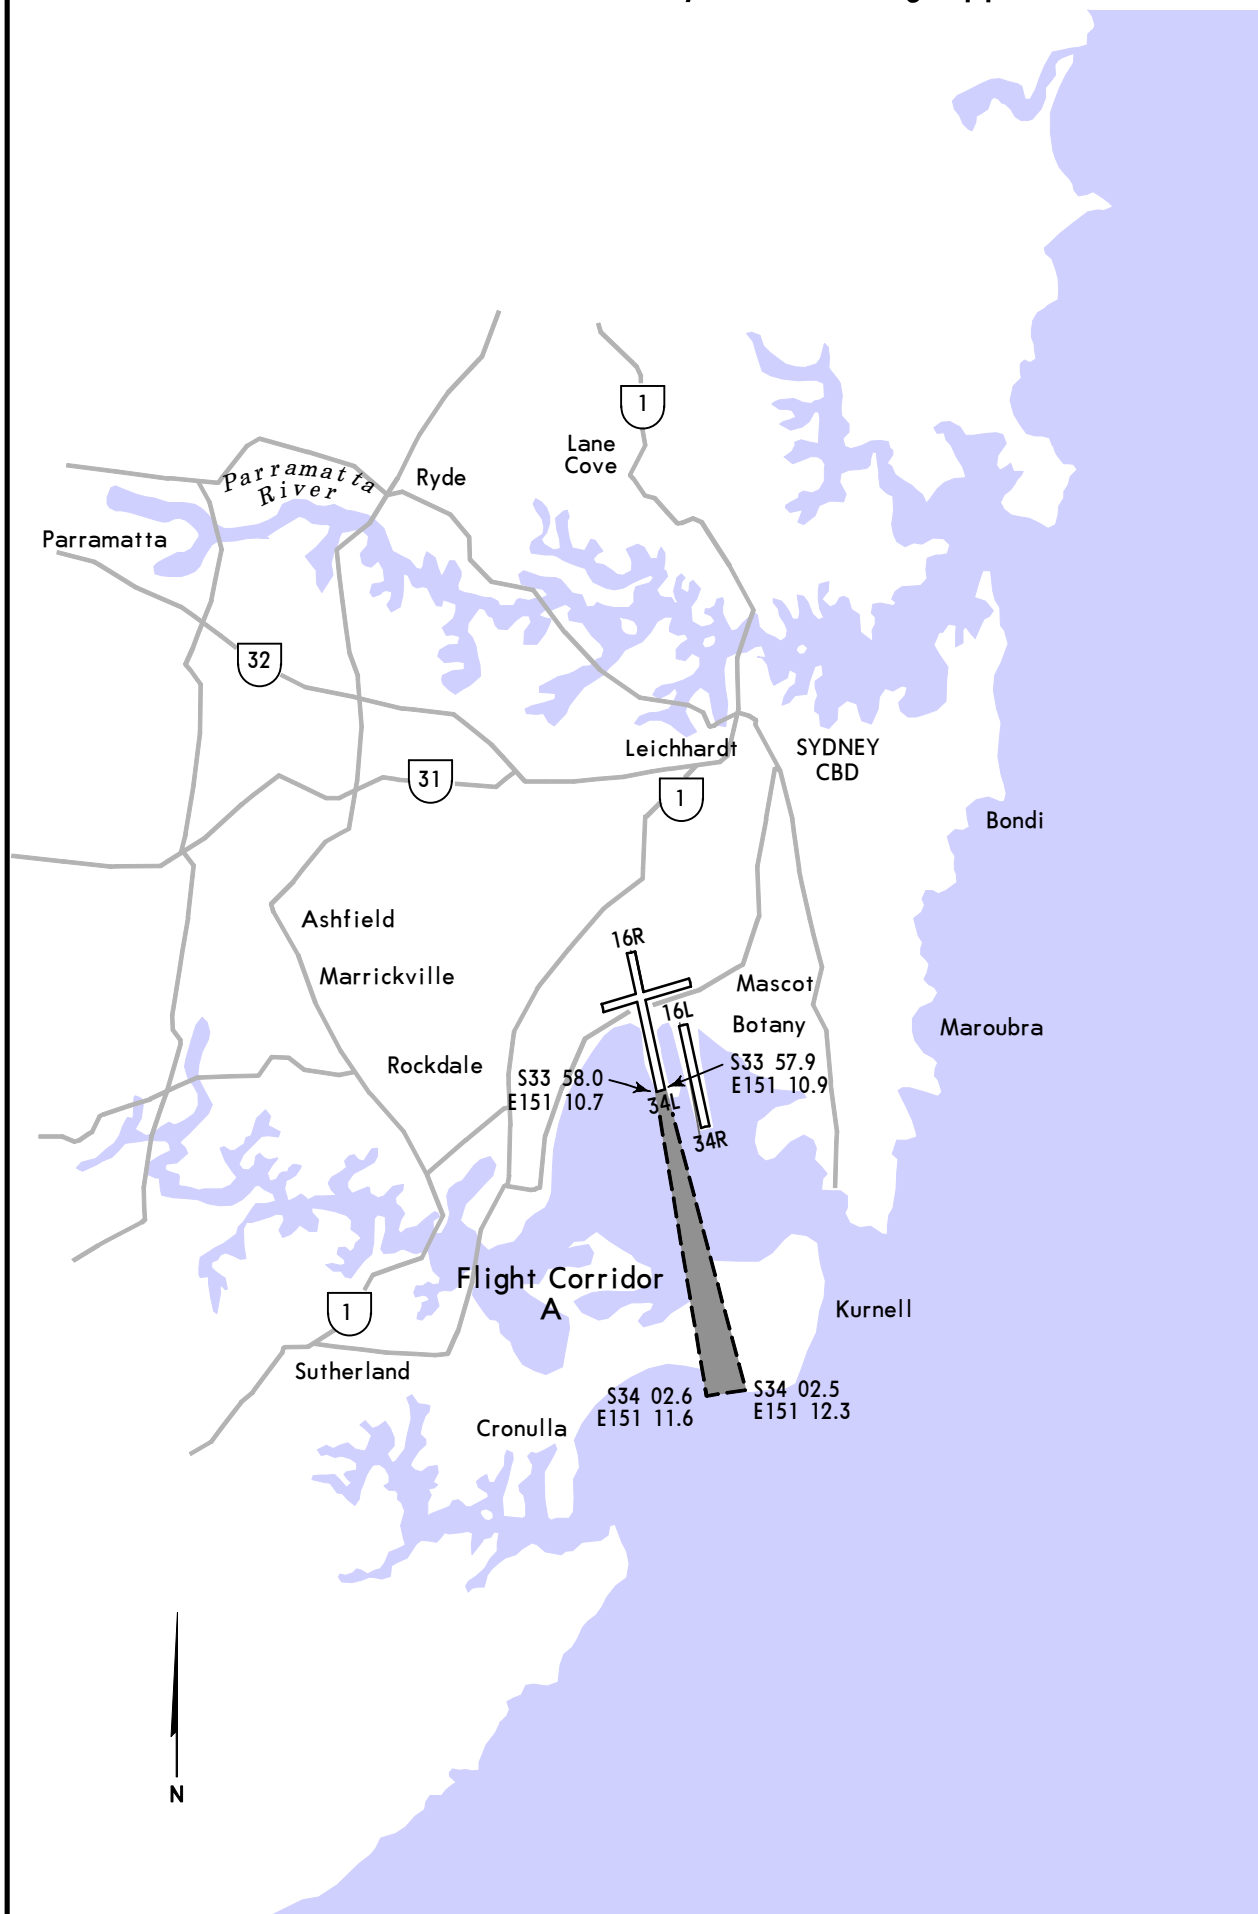 1
Lane
Cove
Parramatta
River
Ryde
Parramatta
32
Leichhardt
SYDNEY
CBD
31
1
Bondi
Ashfield
16R
Marrickville
Mascot
16L
Botany
Maroubra
Rockdale
S33 57.9
E151 10.9
S33 58.0
E151 10.7
34L
34R
Flight Corridor
A
1
Kurnell
Sutherland
S34 02.6
E151 11.6
S34 02.5
E151 12.3
Cronulla
N